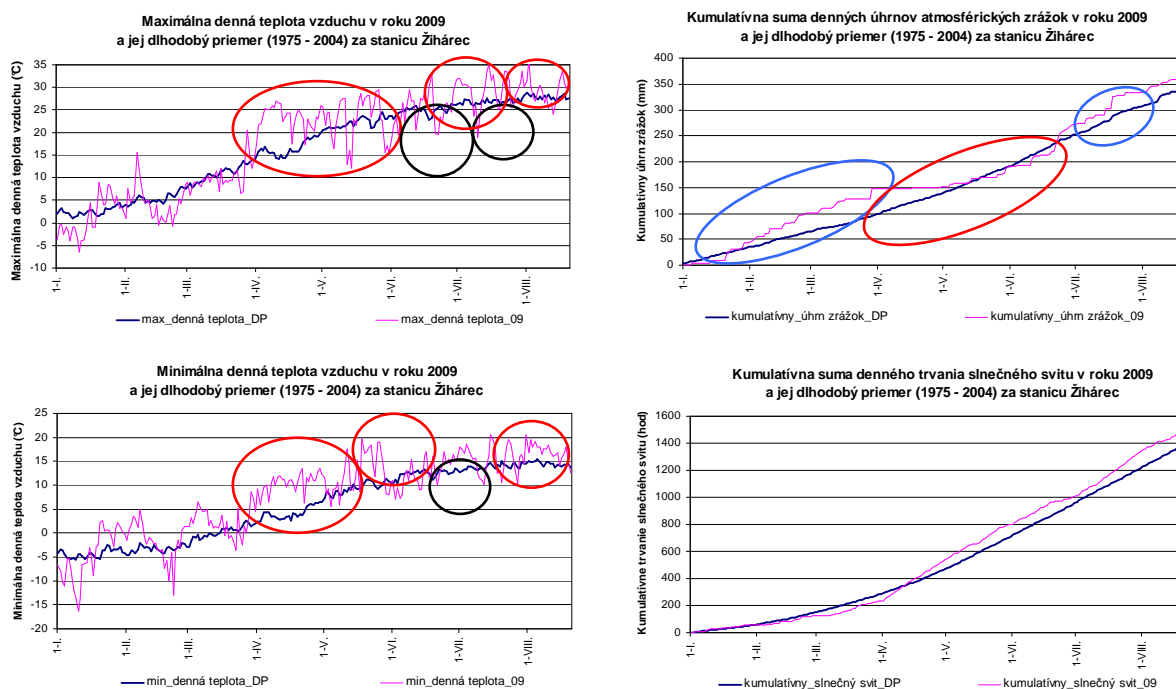 Maximálna denná teplota vzduchu v roku 2009
a jej dlhodobý priemer (1975 - 2004) za stanicu Žihárec
Maximálna denná teplota vzduchu (°C)
35
30
25
20
15
10
5
0
-5
-10
1-I.
1-II.
1-III.
1-IV.
1-V.
1-VI.
1-VII.
1-VIII.
max_denná teplota_DP
max_denná teplota_09
Kumulatívna suma denných úhrnov atmosférických zrážok v roku 2009
a jej dlhodobý priemer (1975 - 2004) za stanicu Žihárec
Kumulatívny úhrn zrážok (mm)
400
350
300
250
200
150
100
50
0
1-I.
1-II.
1-III.
1-IV.
1-V.
1-VI.
1-VII.
1-VIII.
kumulatívny_úhrn zrážok_DP
kumulatívny_úhrn zrážok_09
Minimálna denná teplota vzduchu v roku 2009
a jej dlhodobý priemer (1975 - 2004) za stanicu Žihárec
Minimálna denná teplota vzduchu (°C)
25
20
15
10
5
0
-5
-10
-15
-20
1-I.
1-II.
1-III.
1-IV.
1-V.
1-VI.
1-VII.
1-VIII.
min_denná teplota_DP
min_denná teplota_09
Kumulatívna suma denného trvania slnečného svitu v roku 2009
a jej dlhodobý priemer (1975 - 2004) za stanicu Žihárec
Kumulatívne trvanie slnečného svitu (hod)
1600
1400
1200
1000
800
600
400
200
0
1-I.
1-II.
1-III.
1-IV.
1-V.
1-VI.
1-VII.
1-VIII.
kumulatívny_slnečný svit_DP
kumulatívny_slnečný svit_09